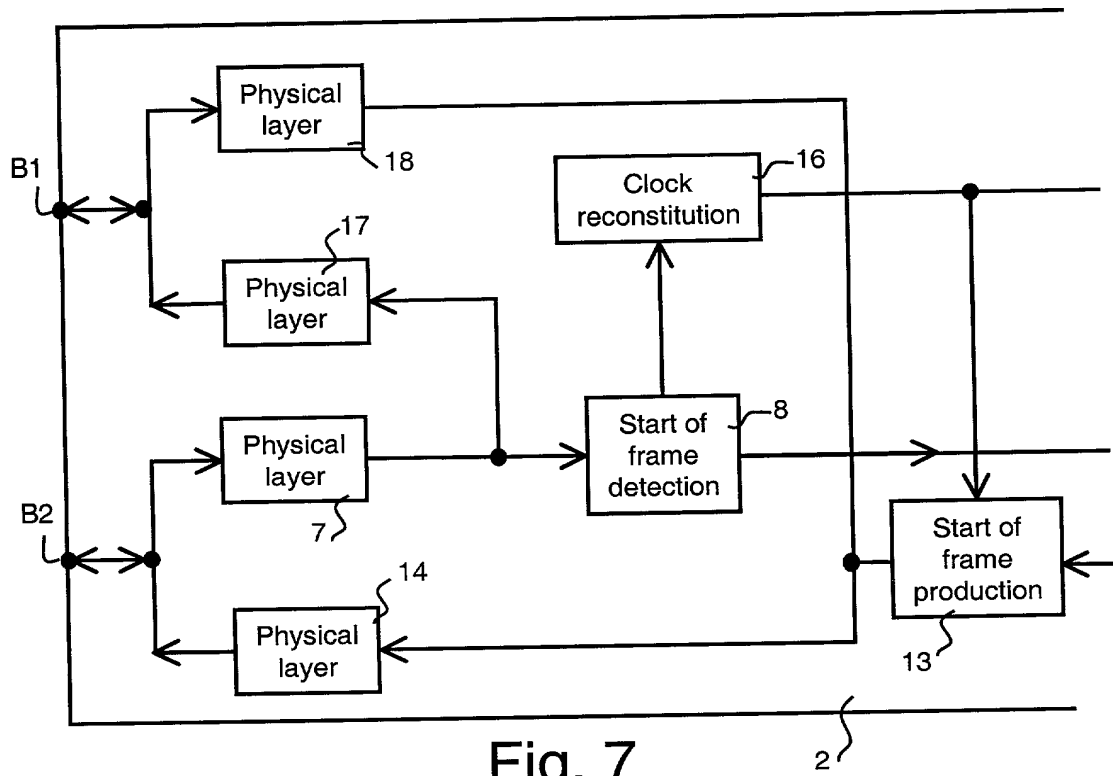 Physical
layer
18
B1
16
Clock
reconstitution
17
Physical
layer
8
Start of
frame
detection
Physical
layer
7
B2
Start of
frame
production
13
14
Physical
layer
2
Fig. 7